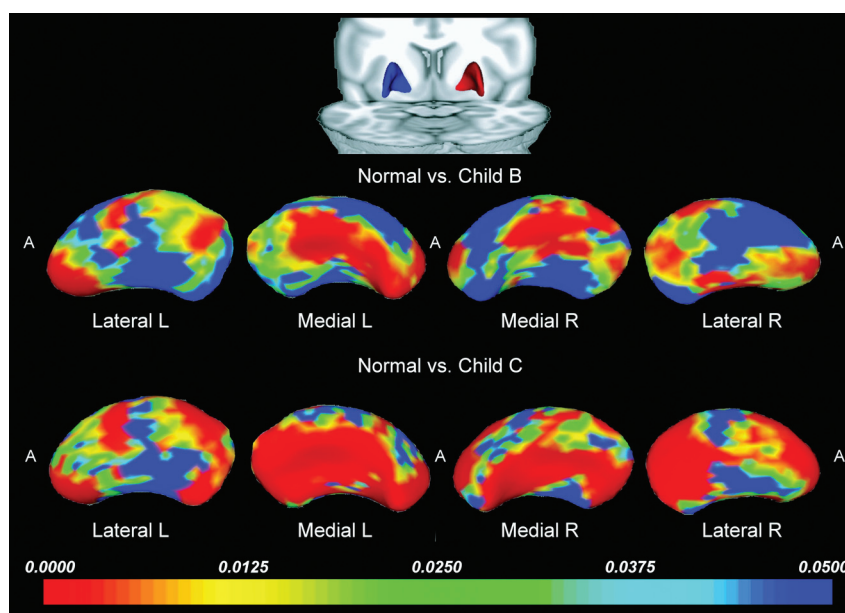 Normal vs. Child B
A A A
Lateral L Medial L Medial R Lateral R
Normal vs. Child C
A A A
Lateral L Medial L Medial R Lateral R
0.0000 0.0125 0.0250 0.0375 0.0500